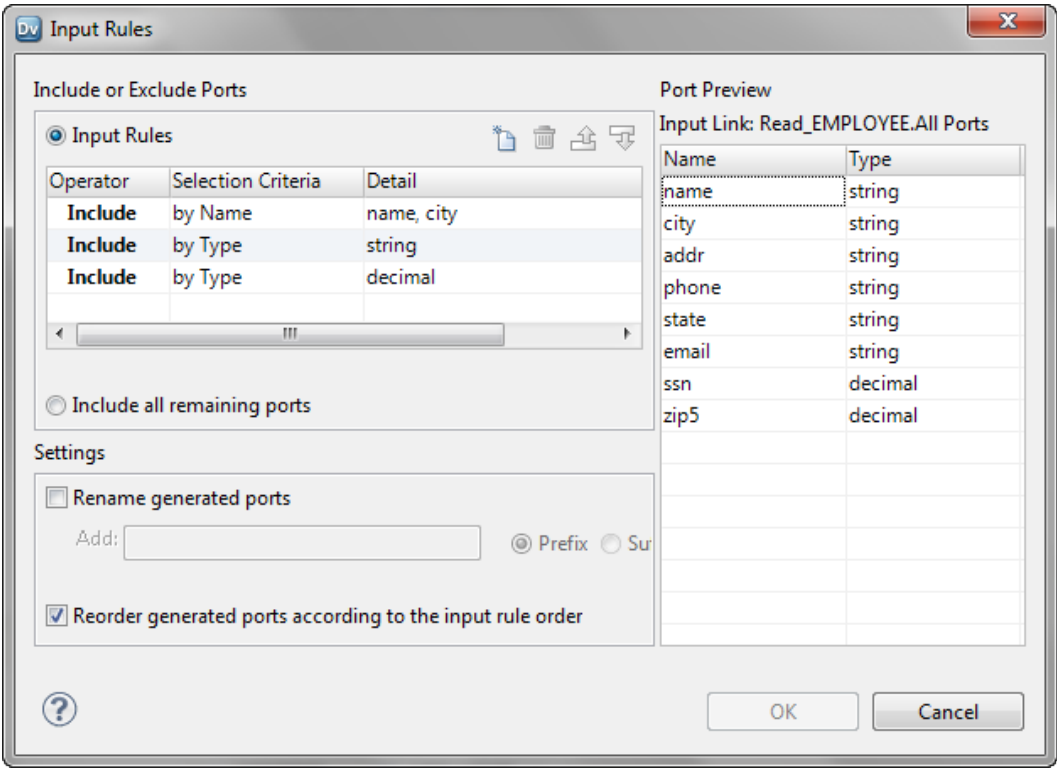 Dv Input Rules
Include or Exclude Ports
Input Rules
Operator Selection Criteria Detail
Include by Name name, city
Include by Type string
Include by Type decimal
Include all remaining ports
Settings
Rename generated ports
Add: Prefix Su
Reorder generated ports according to the input rule order
Port Preview
Input Link: Read_EMPLOYEE.All Ports
Name Type
name string
city string
addr string
phone string
state string
email string
ssn decimal
zip5 decimal
? OK Cancel